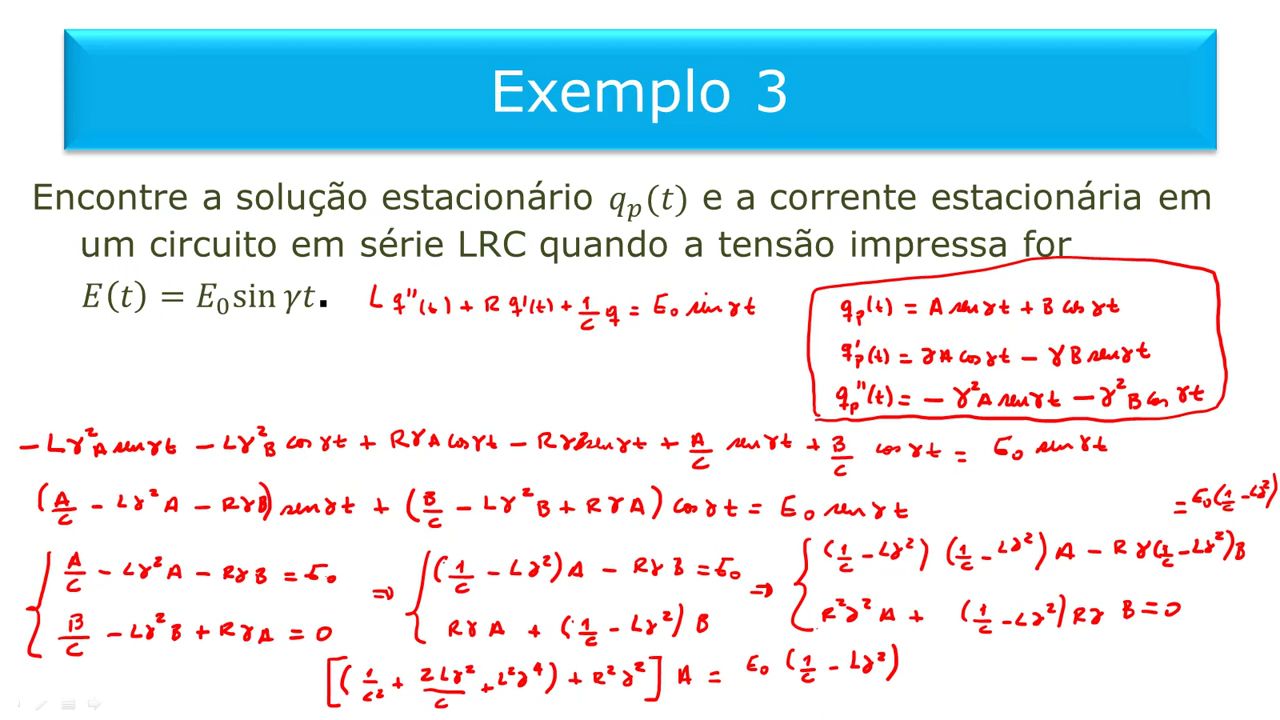 Exemplo 3
Encontre a solução estacionário q_p(t) e a corrente estacionária em
um circuito em série LRC quando a tensão impressa for
E(t) = E₀ sin γt.
L q''(t) + R q'(t) + 1/C q = E₀ sin γt
q_p(t) = A sen γt + B cos γt
q_p'(t) = γA cos γt − γB sen γt
q_p''(t) = − γ²A sen γt − γ²B cos γt
− Lγ²A sen γt − Lγ²B cos γt + RγA cos γt − RγB sen γt + A/C sen γt + B/C cos γt = E₀ sen γt
(A/C − Lγ²A − RγB) sen γt + (B/C − Lγ²B + RγA) cos γt = E₀ sen γt
{ A/C − Lγ²A − RγB = E₀
B/C − Lγ²B + RγA = 0
⇒ { (1/C − Lγ²) A − RγB = E₀
RγA + (1/C − Lγ²) B
⇒ { (1/C − Lγ²) (1/C − Lγ²) A − Rγ(1/C − Lγ²) B = E₀(1/C − Lγ²)
R²γ²A + (1/C − Lγ²) Rγ B = 0
[(1/C² + 2Lγ²/C + L²γ⁴) + R²γ²] A = E₀ (1/C − Lγ²)